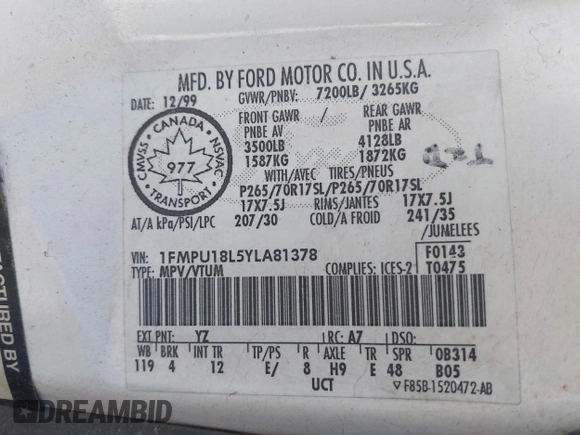 MFD. BY FORD MOTOR CO. IN U.S.A.
DATE: 12/99 GVWR/PNBV: 7200LB/ 3265KG
FRONT GAWR / REAR GAWR
PNBE AV PNBE AR
3500LB 4128LB
1587KG 1872KG
CMVSS · CANADA · NSVAC
977
TRANSPORT
WITH/AVEC TIRES/PNEUS
P265/70R17SL/P265/70R17SL
17X7.5J RIMS/JANTES 17X7.5J
AT/A kPa/PSI/LPC 207/30 COLD/A FROID 241/35
/JUMELEES
VIN: 1FMPU18L5YLA81378 F0143
TYPE: MPV/VTUM COMPLIES: ICES-2 T0475
EXT PNT: YZ RC: A7 DSO:
WB BRK INT TR TP/PS R AXLE TR SPR 0B314
119 4 12 E/ 8 H9 E 48 B05
UCT F85B-1520472-AB
FACTURED BY
DREAMBID